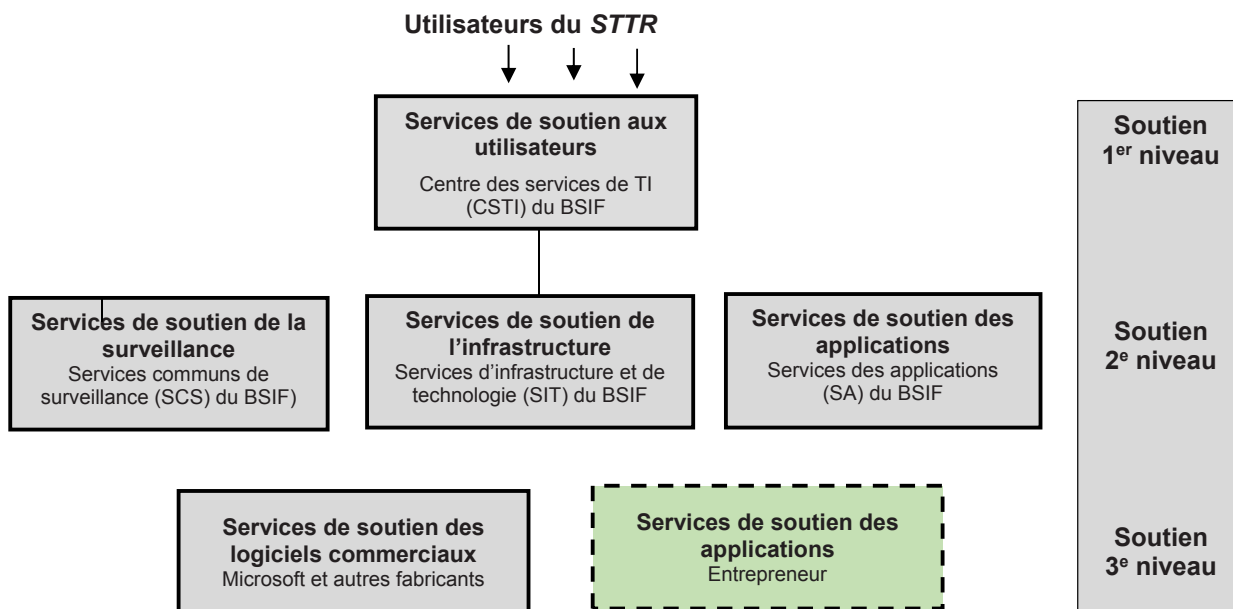 Utilisateurs du STTR
Services de soutien aux
utilisateurs
Centre des services de TI
(CSTI) du BSIF
Soutien
1er niveau
Services de soutien de la
surveillance
Services communs de
surveillance (SCS) du BSIF)
Services de soutien de
l’infrastructure
Services d’infrastructure et de
technologie (SIT) du BSIF
Services de soutien des
applications
Services des applications
(SA) du BSIF
Soutien
2e niveau
Services de soutien des
logiciels commerciaux
Microsoft et autres fabricants
Services de soutien des
applications
Entrepreneur
Soutien
3e niveau